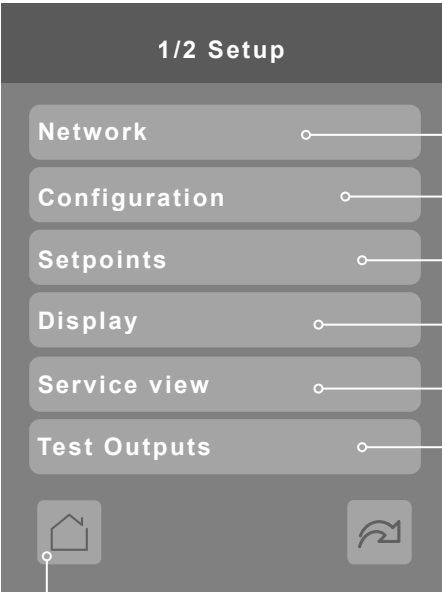 1/2 Setup
Network
Configuration
Setpoints
Display
Service view
Test Outputs